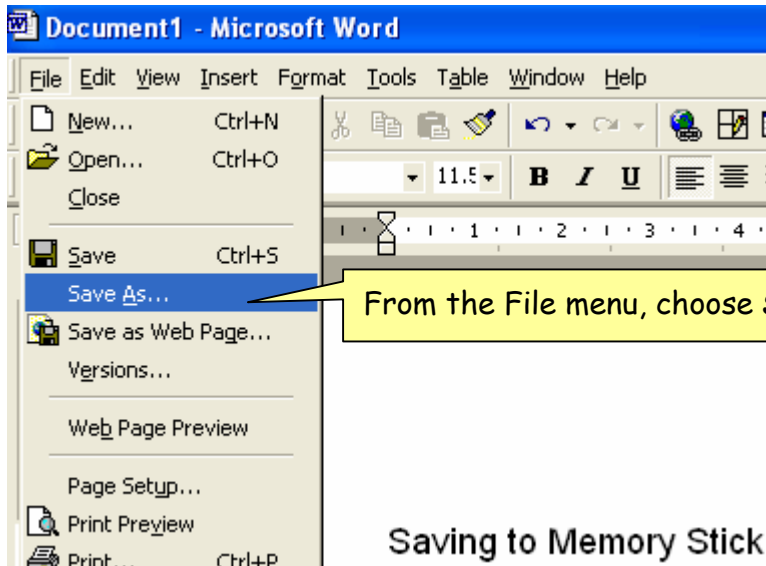 Document1 - Microsoft Word
File Edit View Insert Format Tools Table Window Help
New... Ctrl+N
Open... Ctrl+O
11.5 B I U
Close
1 2 3 4
Save Ctrl+S
Save As...
From the File menu, choose
Save as Web Page...
Versions...
Web Page Preview
Page Setup...
Print Preview
Saving to Memory Stick
Print... Ctrl+P